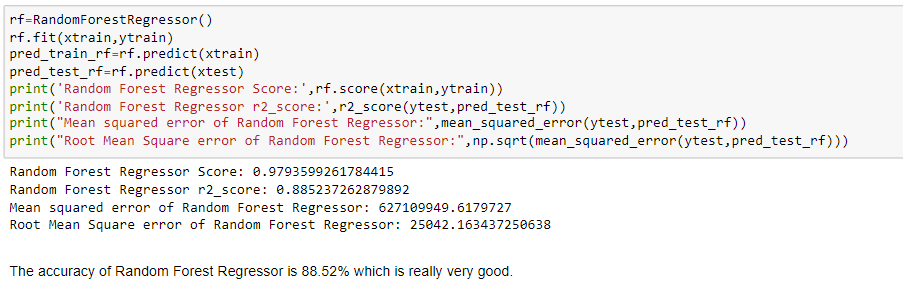 rf=RandomForestRegressor()
rf.fit(xtrain,ytrain)
pred_train_rf=rf.predict(xtrain)
pred_test_rf=rf.predict(xtest)
print('Random Forest Regressor Score:',rf.score(xtrain,ytrain))
print('Random Forest Regressor r2_score:',r2_score(ytest,pred_test_rf))
print("Mean squared error of Random Forest Regressor:",mean_squared_error(ytest,pred_test_rf))
print("Root Mean Square error of Random Forest Regressor:",np.sqrt(mean_squared_error(ytest,pred_test_rf)))
Random Forest Regressor Score: 0.9793599261784415
Random Forest Regressor r2_score: 0.885237262879892
Mean squared error of Random Forest Regressor: 627109949.6179727
Root Mean Square error of Random Forest Regressor: 25042.163437250638
The accuracy of Random Forest Regressor is 88.52% which is really very good.